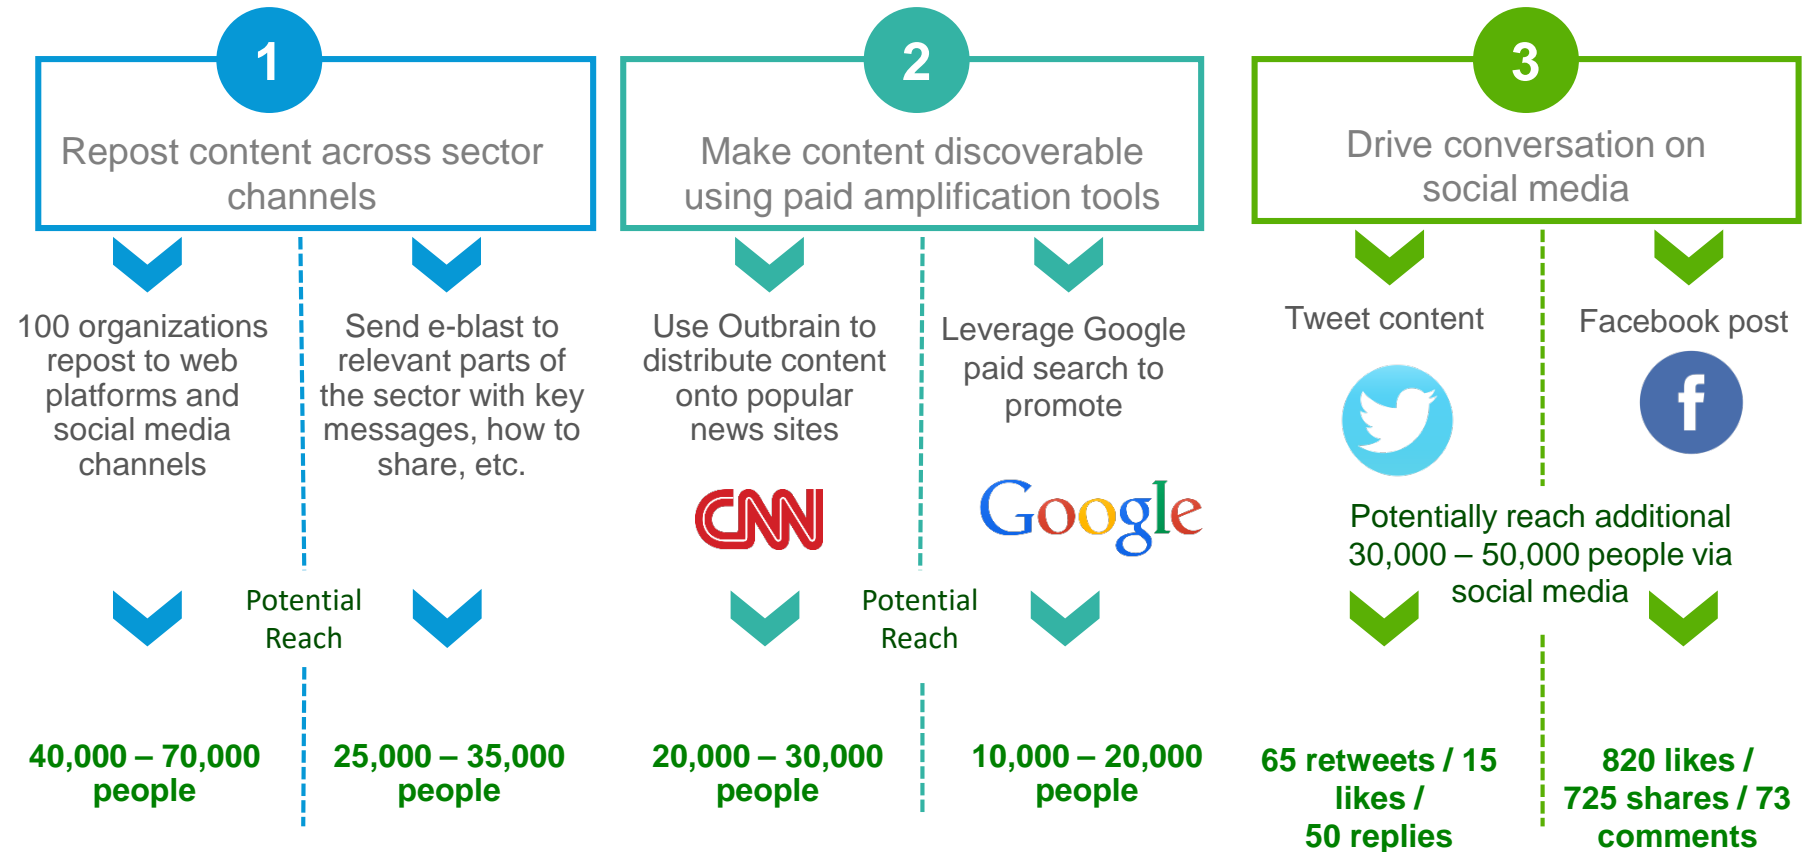 1
Repost content across sector
channels
100 organizations
repost to web
platforms and
social media
channels
Send e-blast to
relevant parts of
the sector with key
messages, how to
share, etc.
Potential
Reach
40,000 – 70,000
people
25,000 – 35,000
people
2
Make content discoverable
using paid amplification tools
Use Outbrain to
distribute content
onto popular
news sites
CNN
Leverage Google
paid search to
promote
Google
Potential
Reach
20,000 – 30,000
people
10,000 – 20,000
people
3
Drive conversation on
social media
Tweet content
Facebook post
f
Potentially reach additional
30,000 – 50,000 people via
social media
65 retweets / 15
likes /
50 replies
820 likes /
725 shares / 73
comments